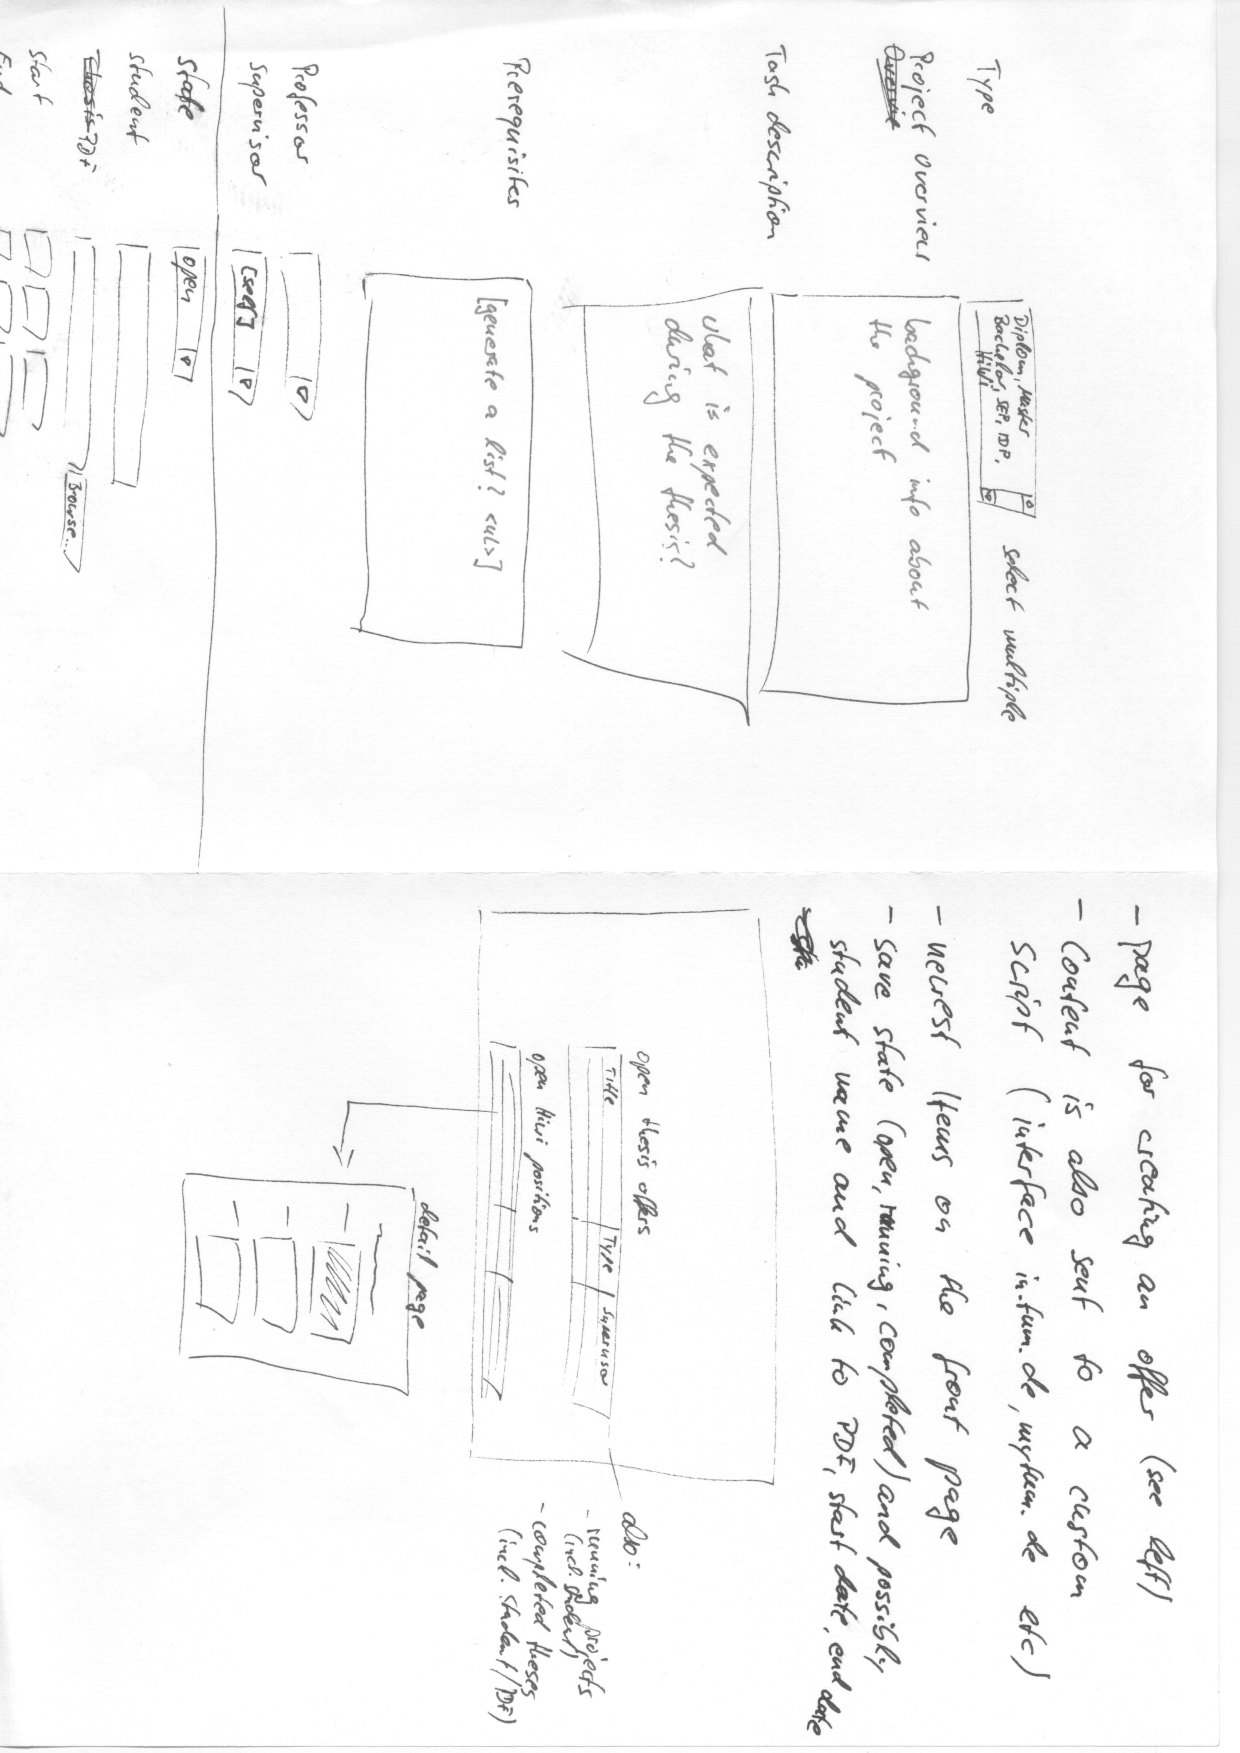 Type
Diplom, Master
Bachelor, SEP, IDP,
HiWi
select multiple
Project Overview
Overview
background info about
the project
Task description
what is expected
during the thesis?
Prerequisites
[generate a list? <ul>]
Professor
Supervisor
[self]
State
open
student
Thesis PDF
Browse...
Start
End
- page for creating an offer (see left)
- Content is also sent to a custom
Script (interface in.tum.de, mytum.de etc)
- newest Items on the front page
- save state (open, running, completed) and possibly
student name and link to PDF, start date, end date
open thesis offers
Title Type Supervisor
open Hiwi positions
detail page
also:
- running projects
(incl. student)
- completed theses
(incl. student/PDF)